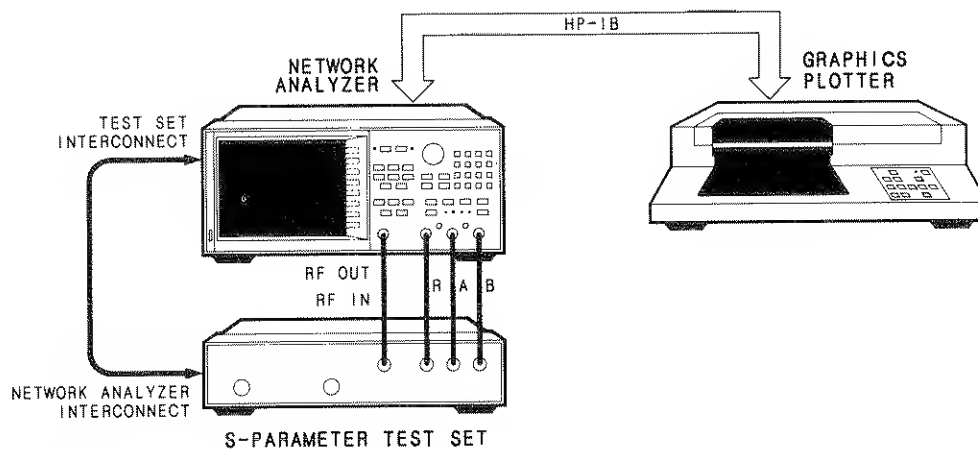 HP-IB
NETWORK
ANALYZER
GRAPHICS
PLOTTER
TEST SET
INTERCONNECT
RF OUT
RF IN
R A B
NETWORK ANALYZER
INTERCONNECT
S-PARAMETER TEST SET